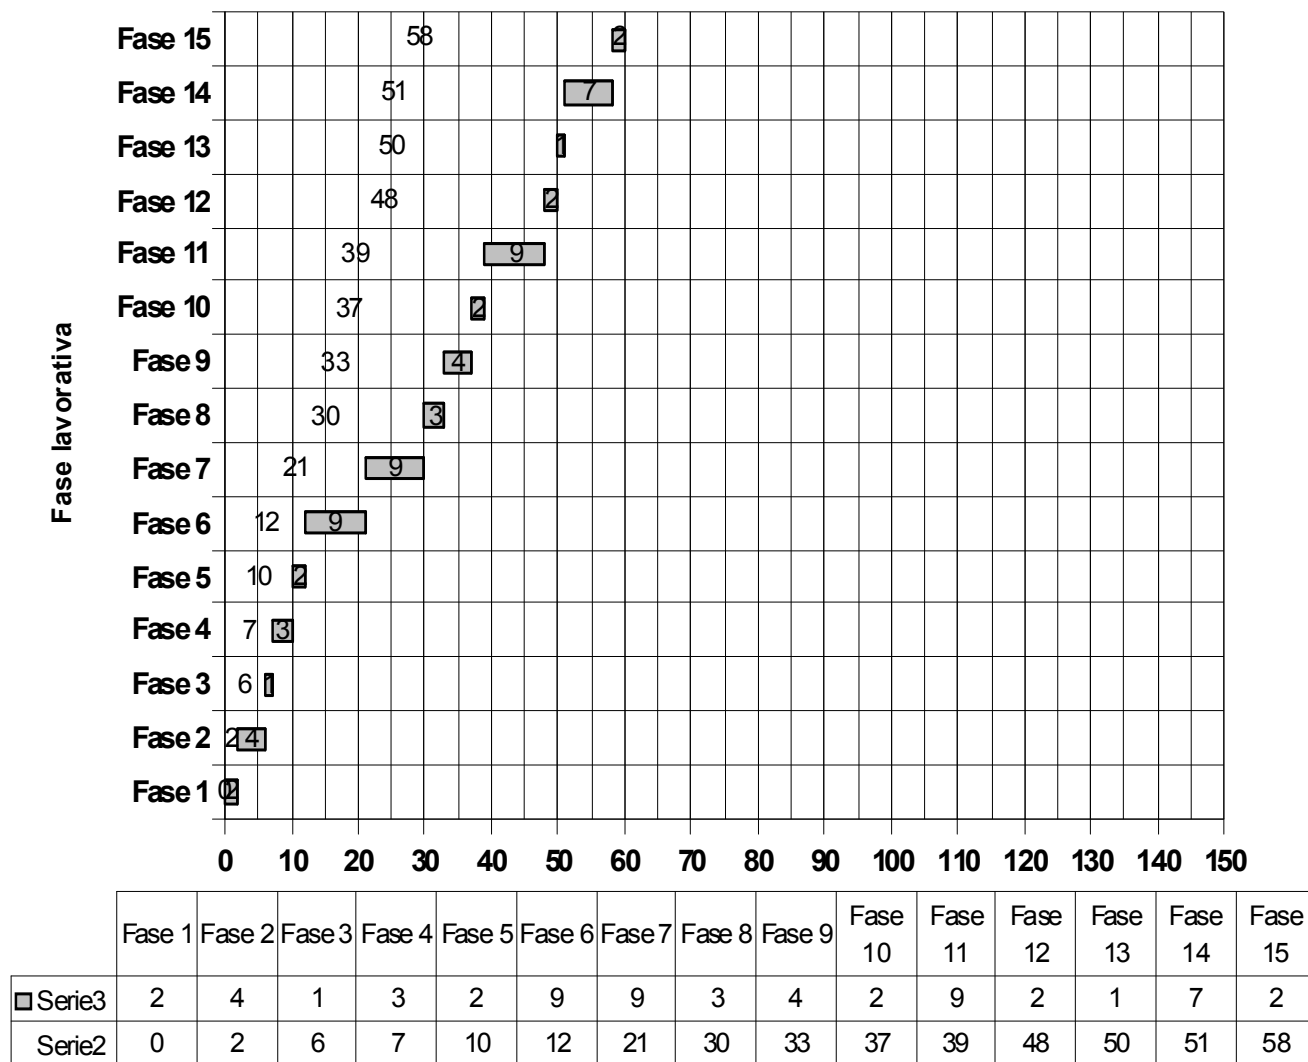 Fase lavorativa
Fase 15 58 2
Fase 14 51 7
Fase 13 50 1
Fase 12 48 2
Fase 11 39 9
Fase 10 37 2
Fase 9 33 4
Fase 8 30 3
Fase 7 21 9
Fase 6 12 9
Fase 5 10 2
Fase 4 7 3
Fase 3 6 1
Fase 2 2 4
Fase 1 0 2
0 10 20 30 40 50 60 70 80 90 100 110 120 130 140 150
Fase 1 Fase 2 Fase 3 Fase 4 Fase 5 Fase 6 Fase 7 Fase 8 Fase 9 Fase 10 Fase 11 Fase 12 Fase 13 Fase 14 Fase 15
Serie3 2 4 1 3 2 9 9 3 4 2 9 2 1 7 2
Serie2 0 2 6 7 10 12 21 30 33 37 39 48 50 51 58